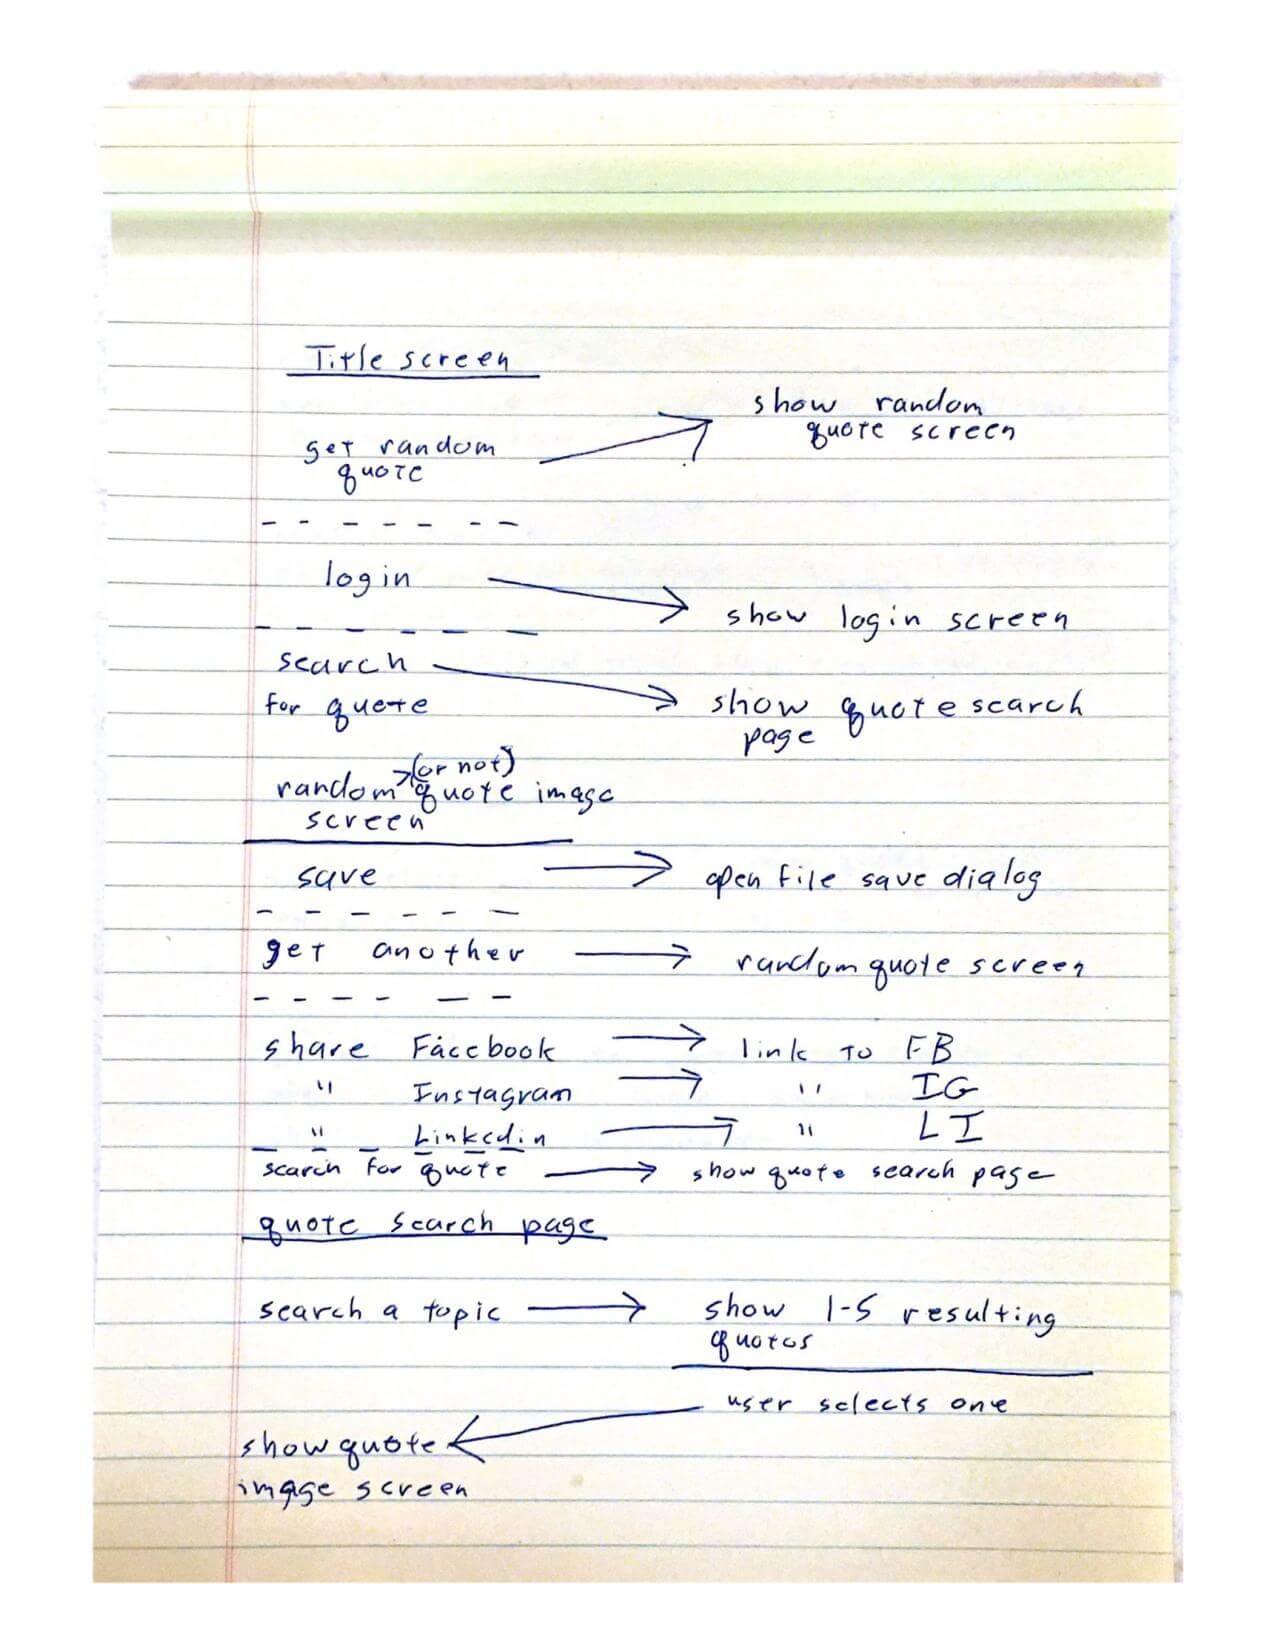 Title screen
show random
quote screen
get random
quote
login
show login screen
search
for quote
show quote search
page
(or not)
random quote image
screen
save
open file save dialog
get another
random quote screen
share Facebook link to FB
" Instagram " IG
" Linkedin " LI
search for quote show quote search page
quote search page
search a topic show 1-5 resulting
quotes
user selects one
show quote
image screen